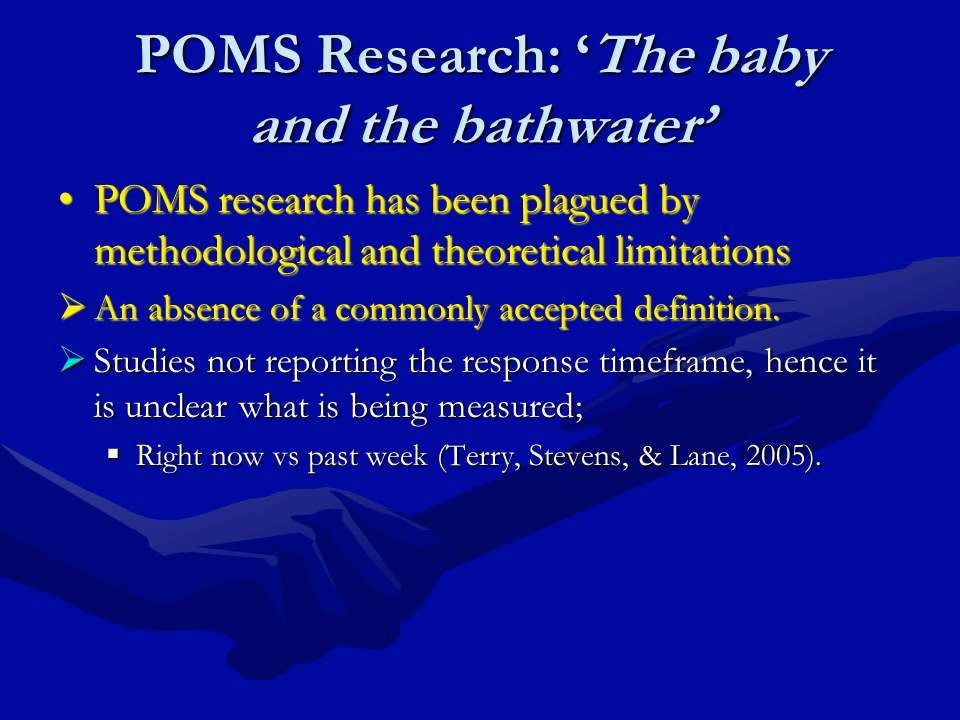 POMS Research: ‘The baby
and the bathwater’
• POMS research has been plagued by
methodological and theoretical limitations
➢ An absence of a commonly accepted definition.
➢ Studies not reporting the response timeframe, hence it
is unclear what is being measured;
▪ Right now vs past week (Terry, Stevens, & Lane, 2005).